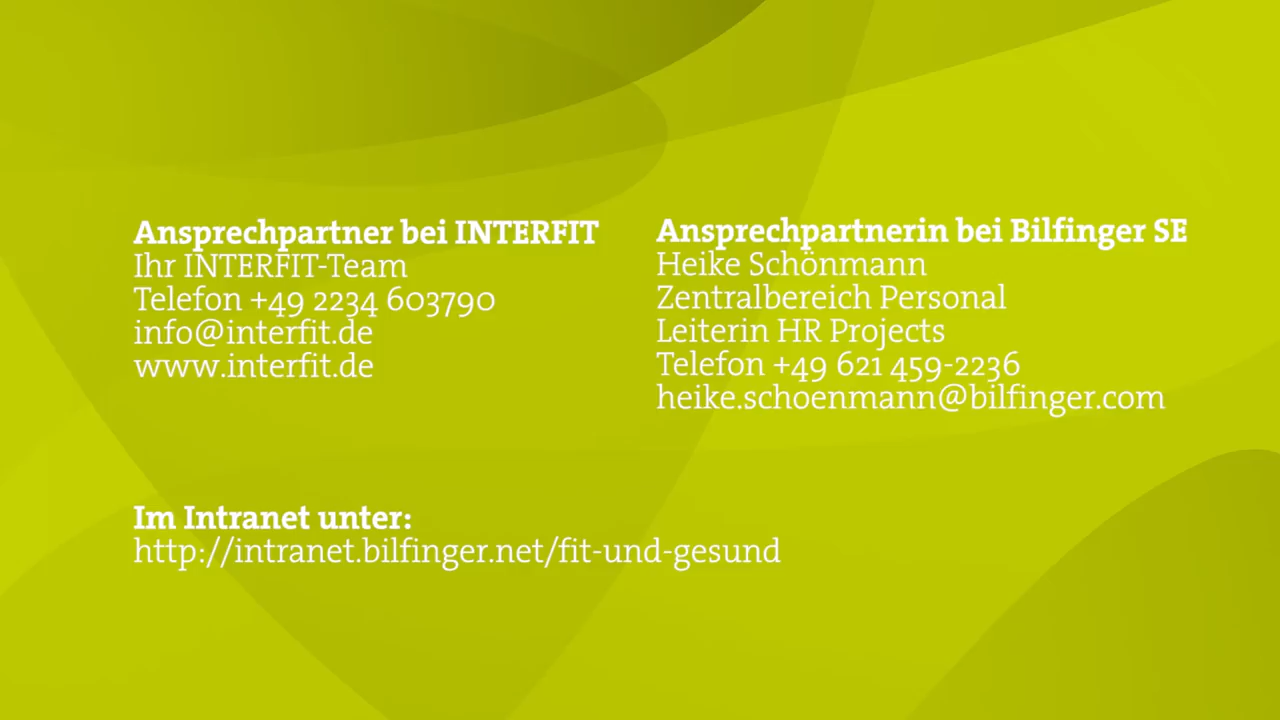 Ansprechpartner bei INTERFIT
Ihr INTERFIT-Team
Telefon +49 2234 603790
info@interfit.de
www.interfit.de
Ansprechpartnerin bei Bilfinger SE
Heike Schönmann
Zentralbereich Personal
Leiterin HR Projects
Telefon +49 621 459-2236
heike.schoenmann@bilfinger.com
Im Intranet unter:
http://intranet.bilfinger.net/fit-und-gesund